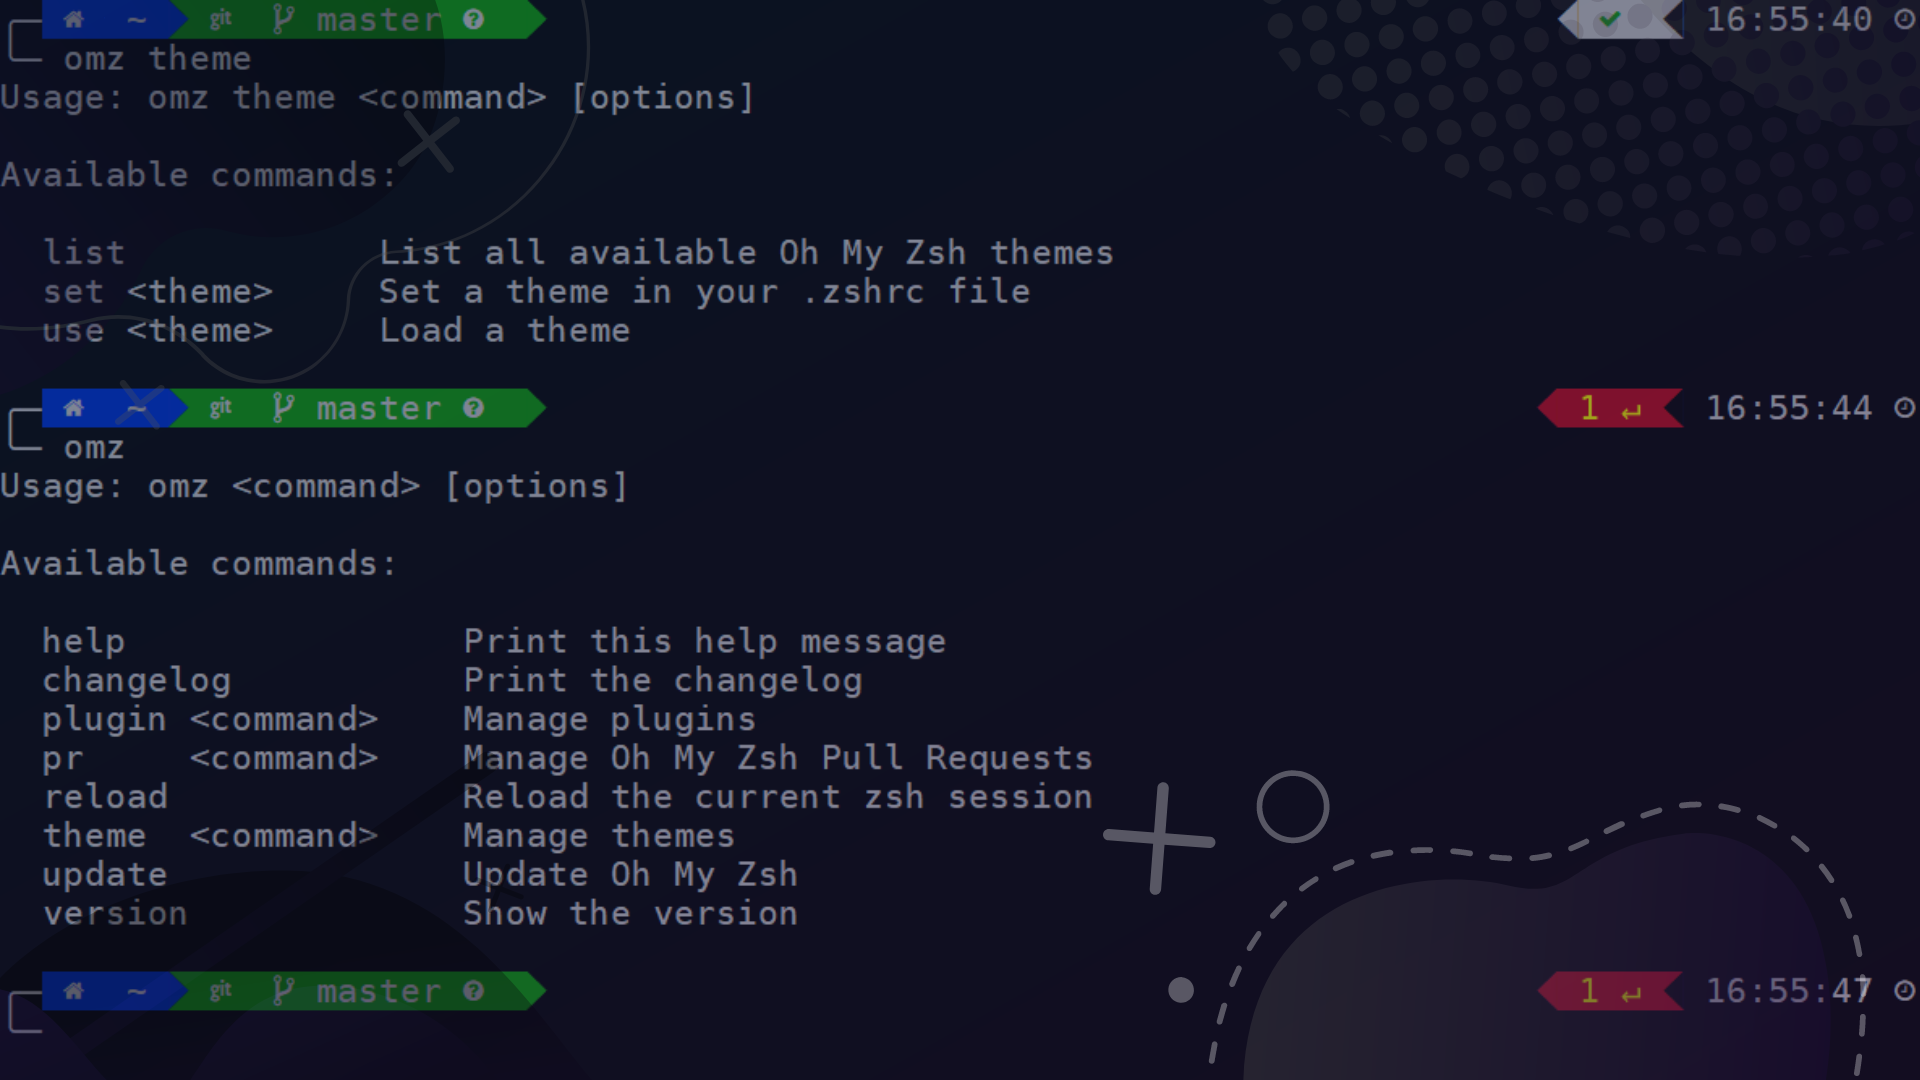 ~ git master ? ✔ 16:55:40
omz theme
Usage: omz theme <command> [options]
Available commands:
list List all available Oh My Zsh themes
set <theme> Set a theme in your .zshrc file
use <theme> Load a theme
~ git master ? 1 ↵ 16:55:44
omz
Usage: omz <command> [options]
Available commands:
help Print this help message
changelog Print the changelog
plugin <command> Manage plugins
pr <command> Manage Oh My Zsh Pull Requests
reload Reload the current zsh session
theme <command> Manage themes
update Update Oh My Zsh
version Show the version
~ git master ? 1 ↵ 16:55:47